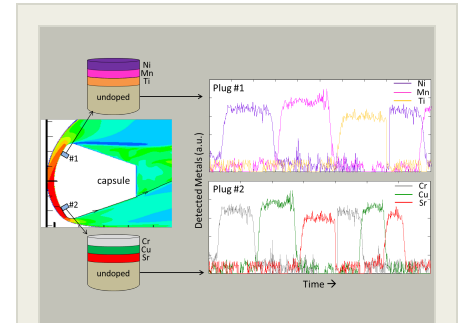 Ni
Mn
Ti
undoped
Plug #1
Ni
Mn
Ti
#1
capsule
#2
Detected Metals (a.u.)
Plug #2
Cr
Cu
Sr
Cr
Cu
Sr
undoped
Time →